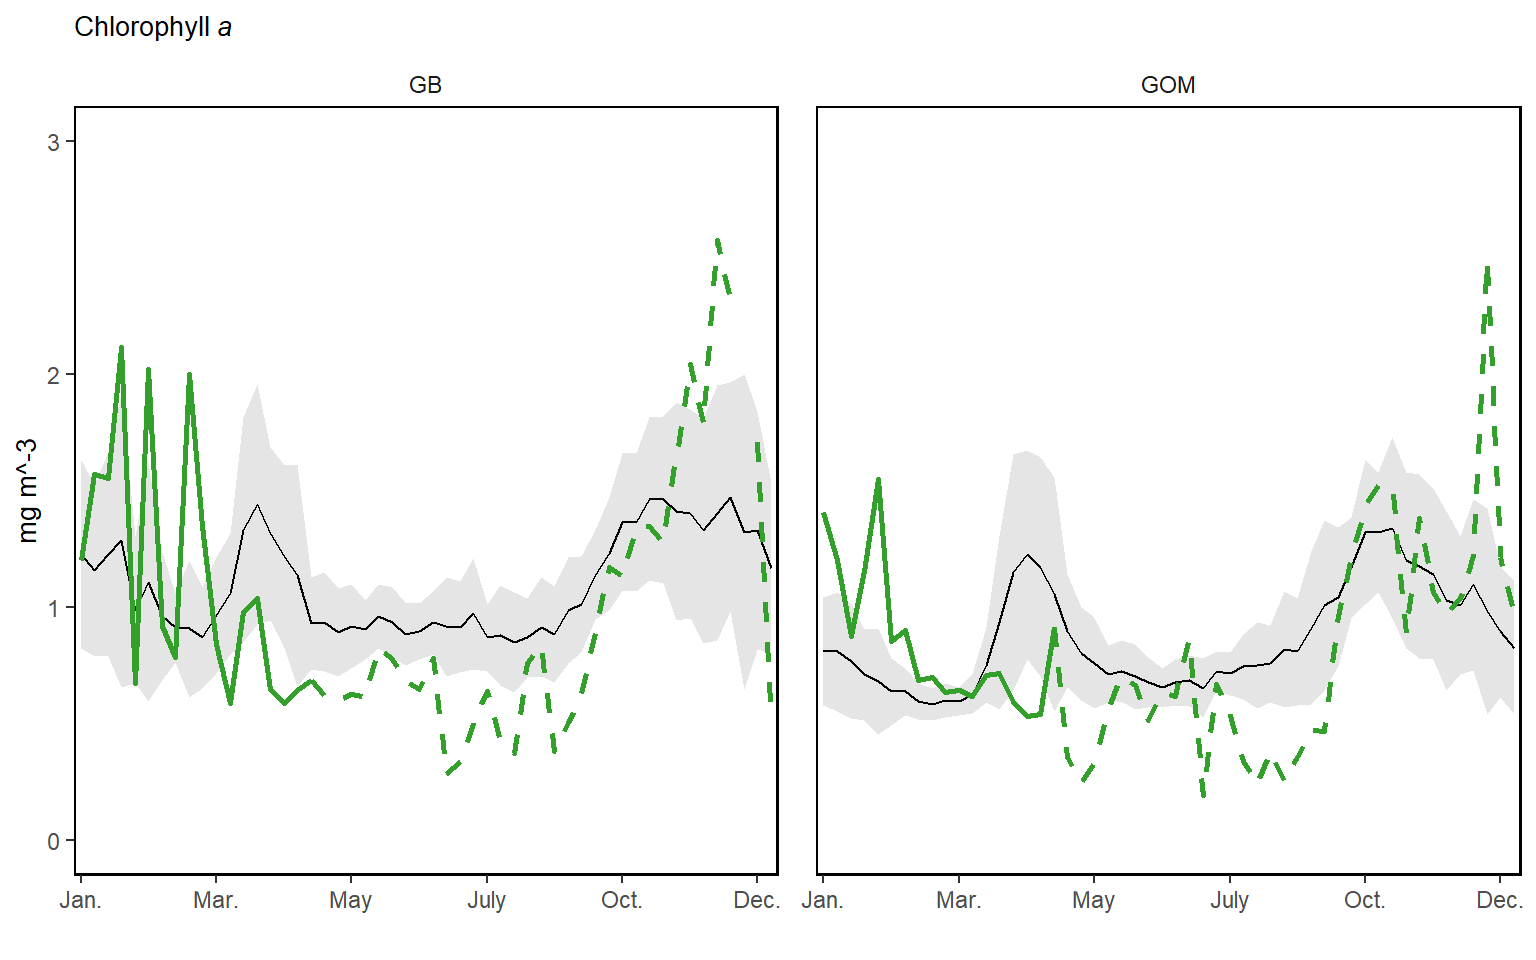 Chlorophyll a
GB
GOM
mg m^-3
3
2
1
0
Jan.
Mar.
May
July
Oct.
Dec.
Jan.
Mar.
May
July
Oct.
Dec.